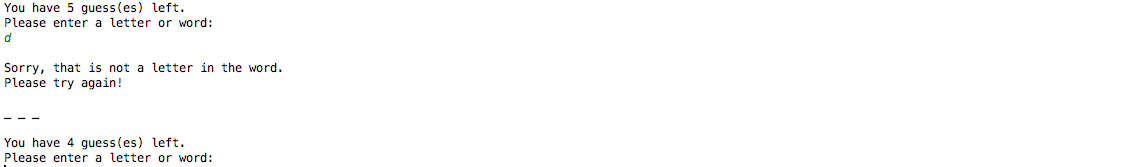 You have 5 guess(es) left.
Please enter a letter or word:
d
Sorry, that is not a letter in the word.
Please try again!
_ _ _
You have 4 guess(es) left.
Please enter a letter or word: